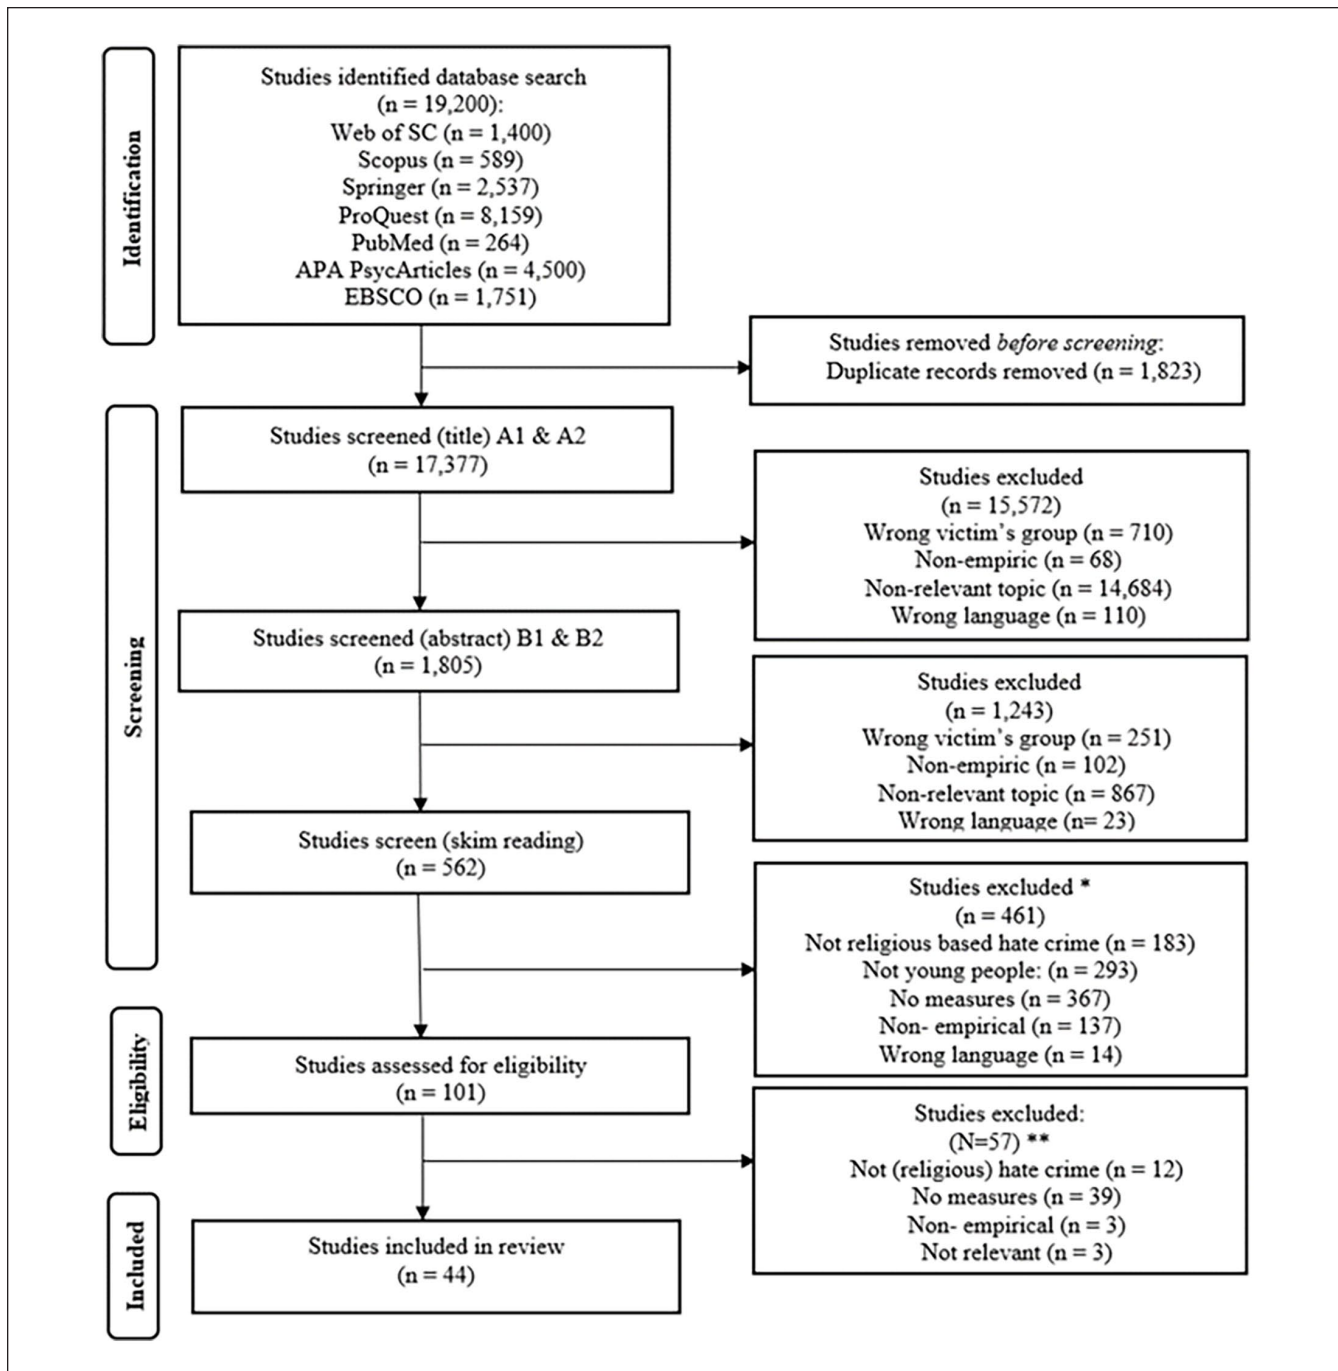 Identification
Studies identified database search
(n = 19,200):
Web of SC (n = 1,400)
Scopus (n = 589)
Springer (n = 2,537)
ProQuest (n = 8,159)
PubMed (n = 264)
APA PsycArticles (n = 4,500)
EBSCO (n = 1,751)
Studies removed before screening:
Duplicate records removed (n = 1,823)
Screening
Studies screened (title) A1 & A2
(n = 17,377)
Studies excluded
(n = 15,572)
Wrong victim's group (n = 710)
Non-empiric (n = 68)
Non-relevant topic (n = 14,684)
Wrong language (n = 110)
Studies screened (abstract) B1 & B2
(n = 1,805)
Studies excluded
(n = 1,243)
Wrong victim's group (n = 251)
Non-empiric (n = 102)
Non-relevant topic (n = 867)
Wrong language (n= 23)
Studies screen (skim reading)
(n = 562)
Studies excluded *
(n = 461)
Not religious based hate crime (n = 183)
Not young people: (n = 293)
No measures (n = 367)
Non- empirical (n = 137)
Wrong language (n = 14)
Eligibility
Studies assessed for eligibility
(n = 101)
Studies excluded:
(N=57) **
Not (religious) hate crime (n = 12)
No measures (n = 39)
Non- empirical (n = 3)
Not relevant (n = 3)
Included
Studies included in review
(n = 44)